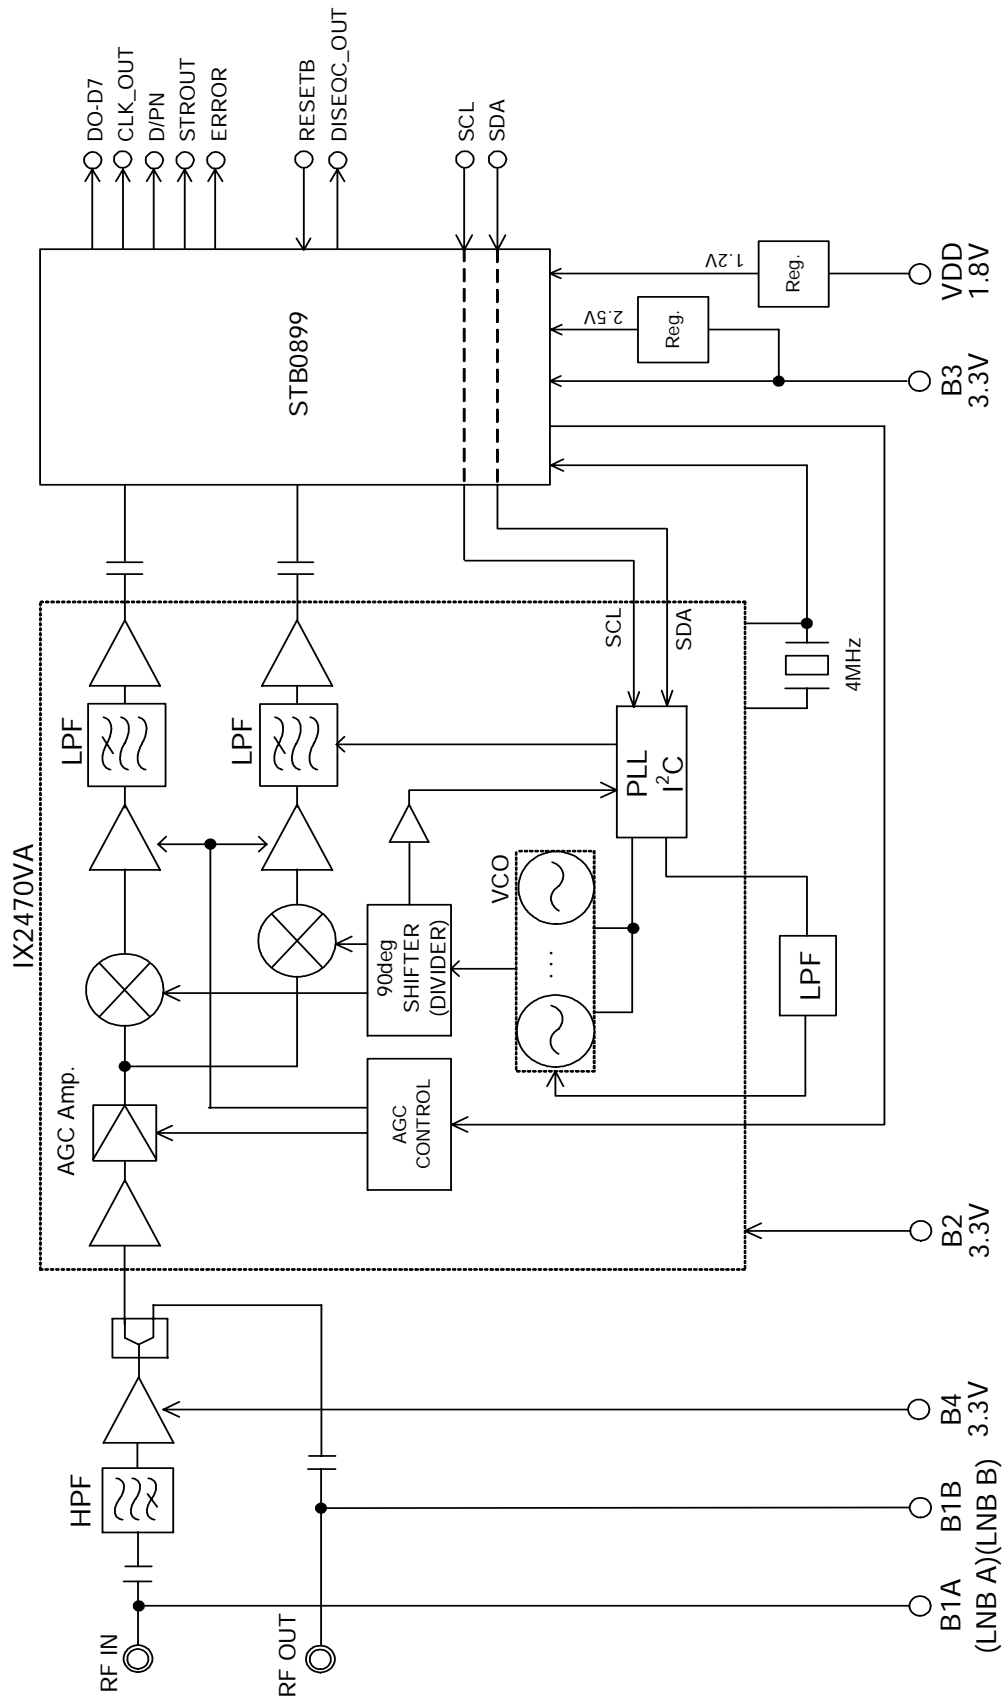 RF IN
RF OUT
HPF
B1A
(LNB A)
B1B
(LNB B)
B4
3.3V
B2
3.3V
IX2470VA
AGC Amp.
AGC
CONTROL
90deg
SHIFTER
(DIVIDER)
VCO
...
LPF
LPF
LPF
PLL
I²C
SCL
SDA
4MHz
STB0899
2.5V
Reg.
1.2V
Reg.
B3
3.3V
VDD
1.8V
DO-D7
CLK_OUT
D/PN
STROUT
ERROR
RESETB
DISEQC_OUT
SCL
SDA